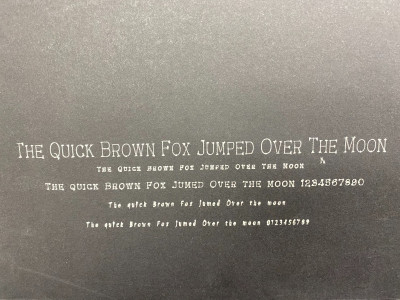 The Quick Brown Fox Jumped Over The Moon
The Quick Brown Fox Jumped Over The Moon
The quick Brown Fox Jumed Over the moon 1234567890
The quick Brown Fox Jumed Over the moon
The quick Brown Fox Jumed Over the moon 0123456789